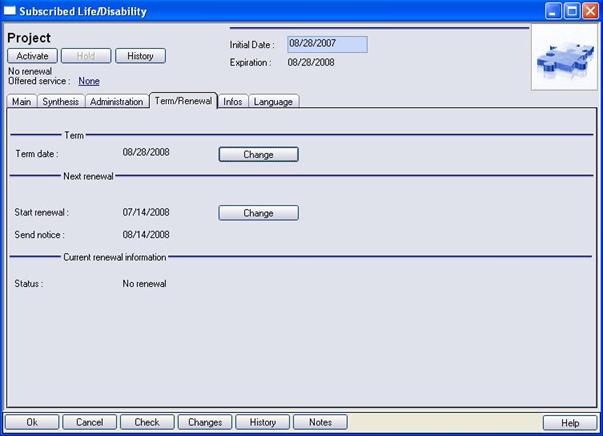 Subscribed Life/Disability
Project
Activate Hold History
Initial Date : 08/28/2007
Expiration : 08/28/2008
No renewal
Offered service : None
Main Synthesis Administration Term/Renewal Infos Language
Term
Term date : 08/28/2008 Change
Next renewal
Start renewal : 07/14/2008 Change
Send notice : 08/14/2008
Current renewal information
Status : No renewal
Ok Cancel Check Changes History Notes Help